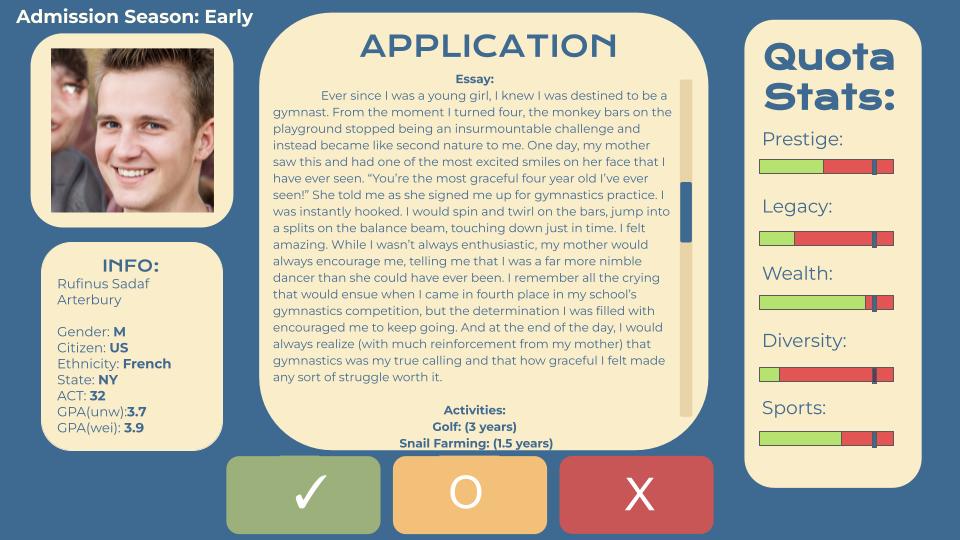 Admission Season: Early
APPLICATION
Essay:
Ever since I was a young girl, I knew I was destined to be a
gymnast. From the moment I turned four, the monkey bars on the
playground stopped being an insurmountable challenge and
instead became like second nature to me. One day, my mother
saw this and had one of the most excited smiles on her face that I
have ever seen. “You’re the most graceful four year old I’ve ever
seen!” She told me as she signed me up for gymnastics practice. I
was instantly hooked. I would spin and twirl on the bars, jump into
a splits on the balance beam, touching down just in time. I felt
amazing. While I wasn’t always enthusiastic, my mother would
always encourage me, telling me that I was a far more nimble
dancer than she could have ever been. I remember all the crying
that would ensue when I came in fourth place in my school’s
gymnastics competition, but the determination I was filled with
encouraged me to keep going. And at the end of the day, I would
always realize (with much reinforcement from my mother) that
gymnastics was my true calling and that how graceful I felt made
any sort of struggle worth it.
Activities:
Golf: (3 years)
Snail Farming: (1.5 years)
INFO:
Rufinus Sadaf
Arterbury
Gender: M
Citizen: US
Ethnicity: French
State: NY
ACT: 32
GPA(unw):3.7
GPA(wei): 3.9
Quota
Stats:
Prestige:
Legacy:
Wealth:
Diversity:
Sports:
✓
O
X